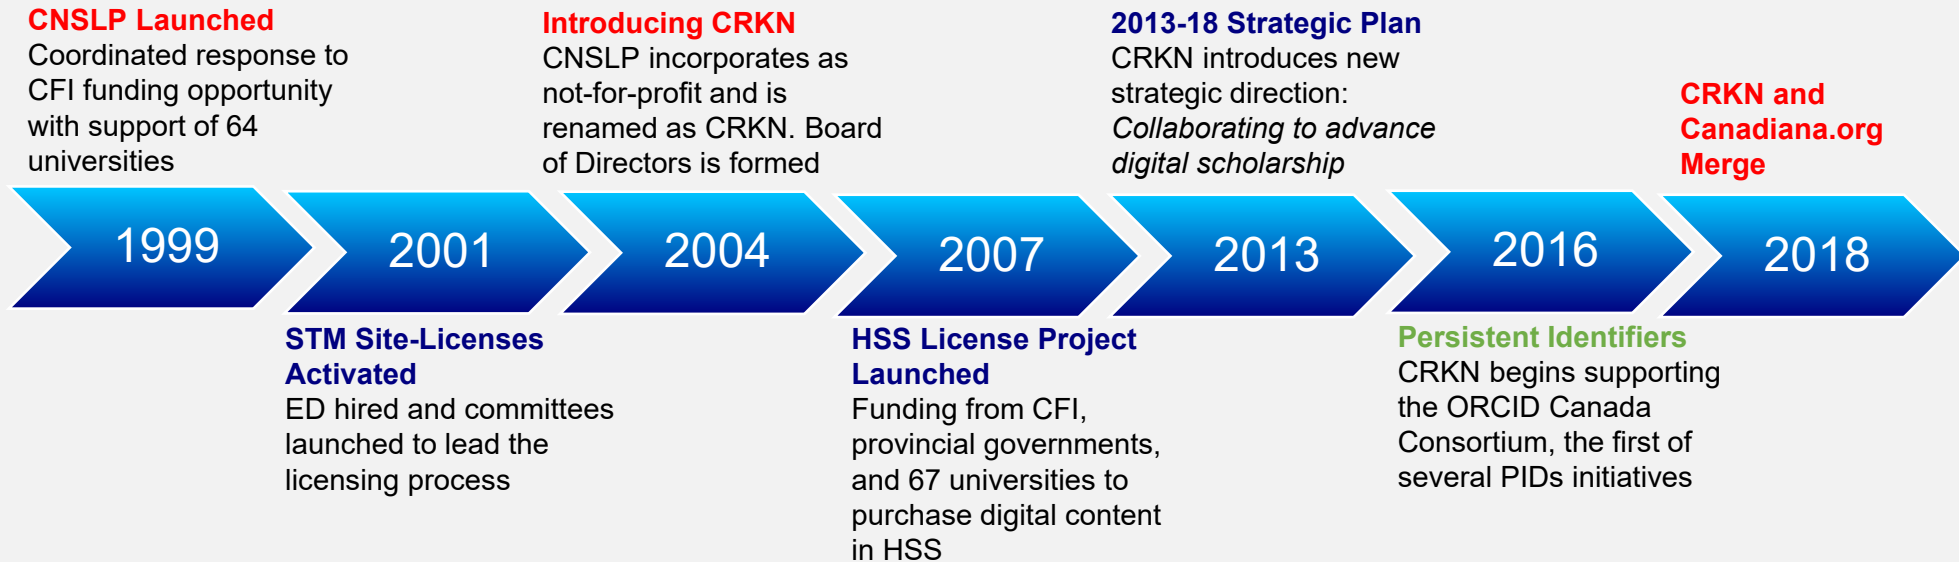 CNSLP Launched
Coordinated response to
CFI funding opportunity
with support of 64
universities
Introducing CRKN
CNSLP incorporates as
not-for-profit and is
renamed as CRKN. Board
of Directors is formed
2013-18 Strategic Plan
CRKN introduces new
strategic direction:
Collaborating to advance
digital scholarship
CRKN and
Canadiana.org
Merge
1999
2001
2004
2007
2013
2016
2018
STM Site-Licenses
Activated
ED hired and committees
launched to lead the
licensing process
HSS License Project
Launched
Funding from CFI,
provincial governments,
and 67 universities to
purchase digital content
in HSS
Persistent Identifiers
CRKN begins supporting
the ORCID Canada
Consortium, the first of
several PIDs initiatives